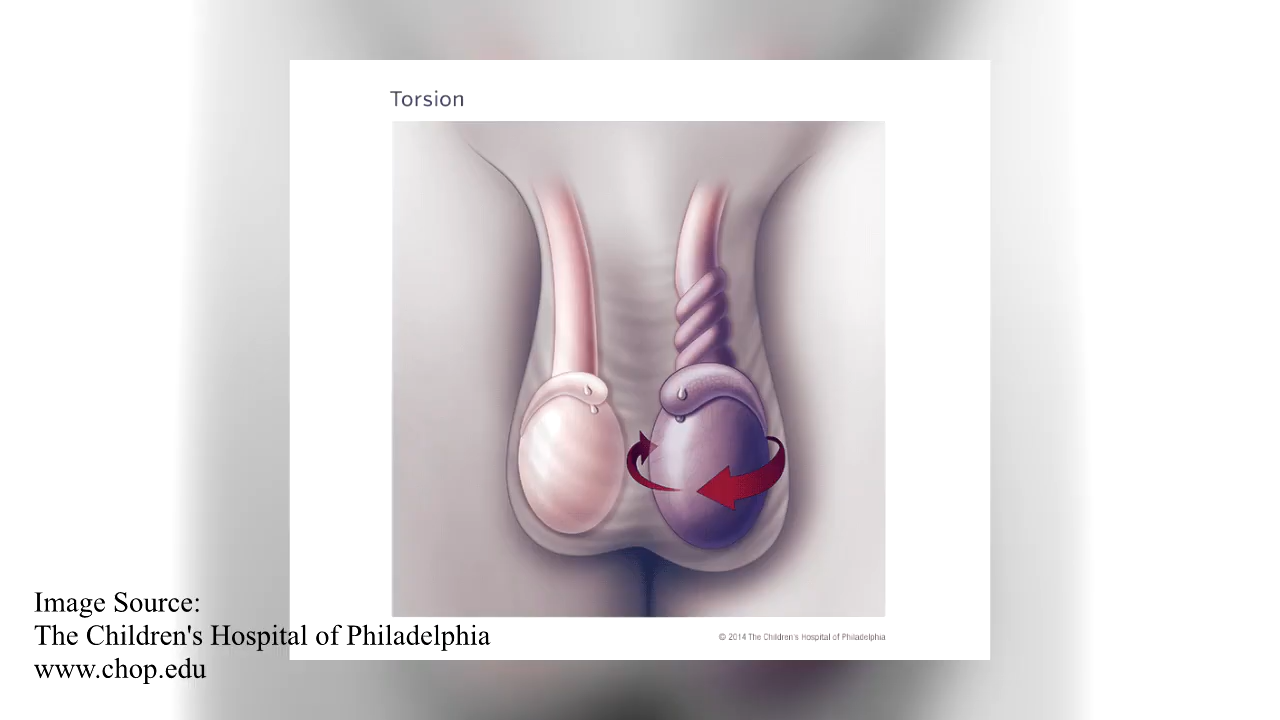 Torsion
© 2014 The Children's Hospital of Philadelphia
Image Source:
The Children's Hospital of Philadelphia
www.chop.edu